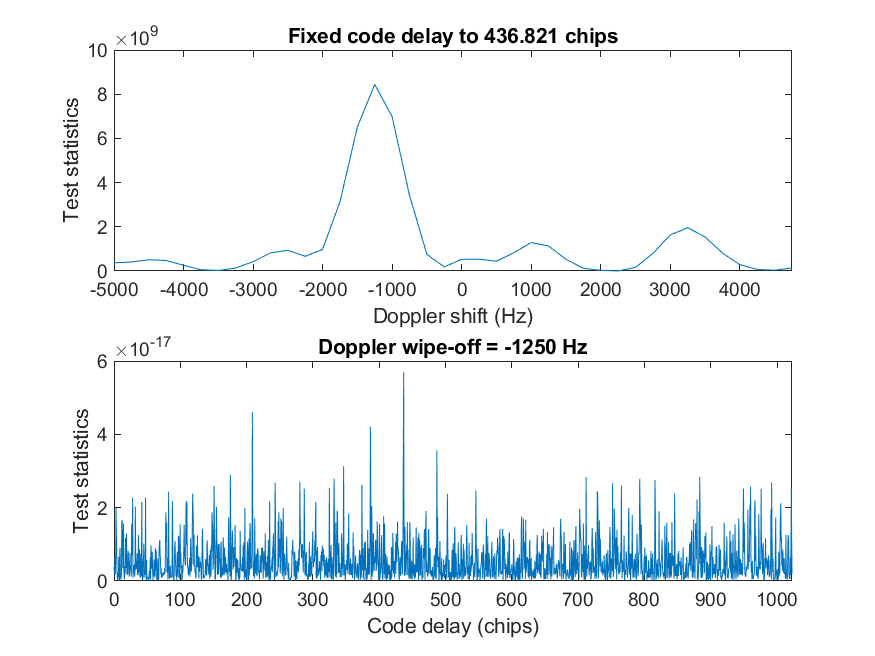 ×10^9
Fixed code delay to 436.821 chips
10
8
6
4
2
0
Test statistics
-5000 -4000 -3000 -2000 -1000 0 1000 2000 3000 4000
Doppler shift (Hz)
×10^-17
Doppler wipe-off = -1250 Hz
6
4
2
0
Test statistics
0 100 200 300 400 500 600 700 800 900 1000
Code delay (chips)